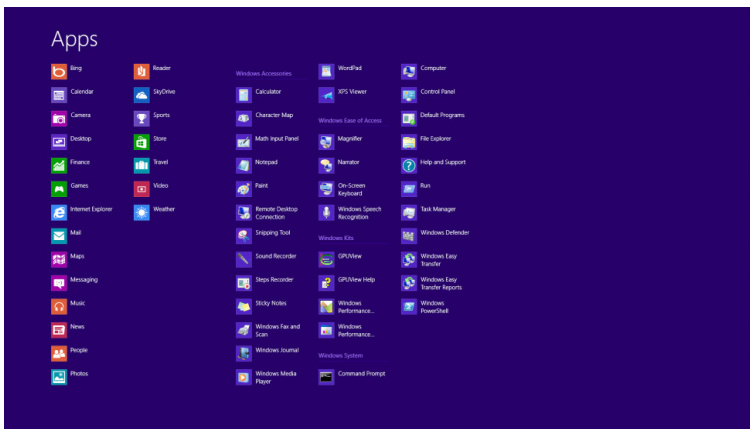 Apps
Bing
Calendar
Camera
Desktop
Finance
Games
Internet Explorer
Mail
Maps
Messaging
Music
News
People
Photos
Reader
SkyDrive
Sports
Store
Travel
Video
Weather
Windows Accessories
Calculator
Character Map
Math Input Panel
Notepad
Paint
Remote Desktop
Connection
Snipping Tool
Sound Recorder
Steps Recorder
Sticky Notes
Windows Fax and
Scan
Windows Journal
Windows Media
Player
WordPad
XPS Viewer
Windows Ease of Access
Magnifier
Narrator
On-Screen
Keyboard
Windows Speech
Recognition
Windows Kits
GPUView
GPUView Help
Windows
Performance...
Windows
Performance...
Windows System
Command Prompt
Computer
Control Panel
Default Programs
File Explorer
Help and Support
Run
Task Manager
Windows Defender
Windows Easy
Transfer
Windows Easy
Transfer Reports
Windows
PowerShell